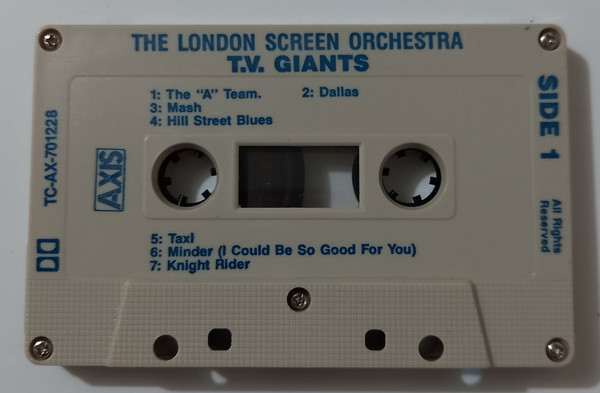 THE LONDON SCREEN ORCHESTRA
T.V. GIANTS
1: The "A" Team. 2: Dallas
3: Mash
4: Hill Street Blues
SIDE 1
TC-AX-701228
AXIS
All Rights
Reserved
5: Taxi
6: Minder (I Could Be So Good For You)
7: Knight Rider